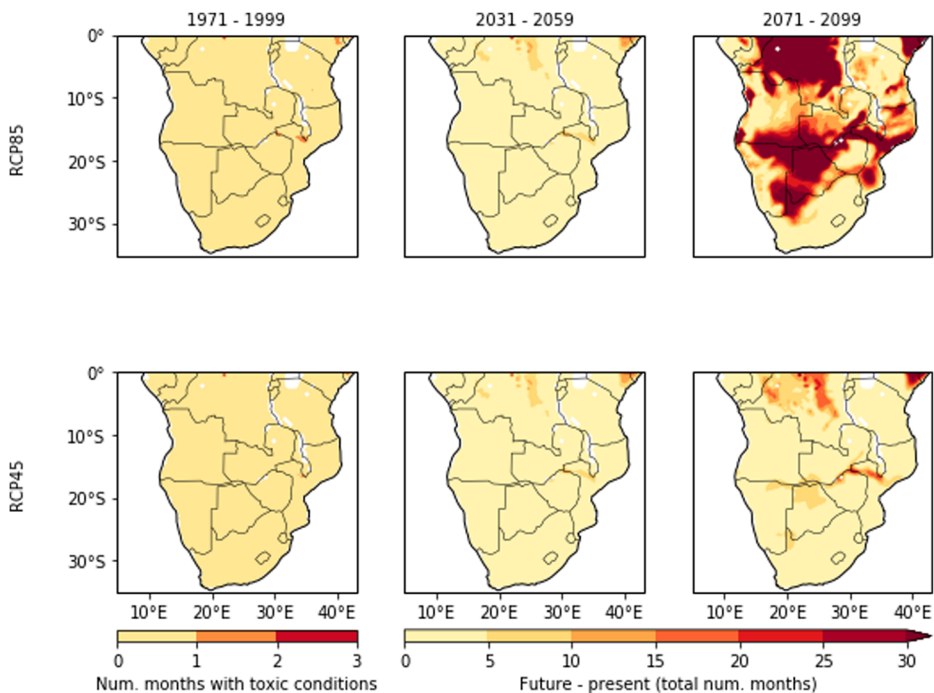 1971 - 1999
2031 - 2059
2071 - 2099
RCP85
0°
10°S
20°S
30°S
RCP45
0°
10°S
20°S
30°S
10°E 20°E 30°E 40°E
10°E 20°E 30°E 40°E
10°E 20°E 30°E 40°E
0 1 2 3
Num. months with toxic conditions
0 5 10 15 20 25 30
Future - present (total num. months)